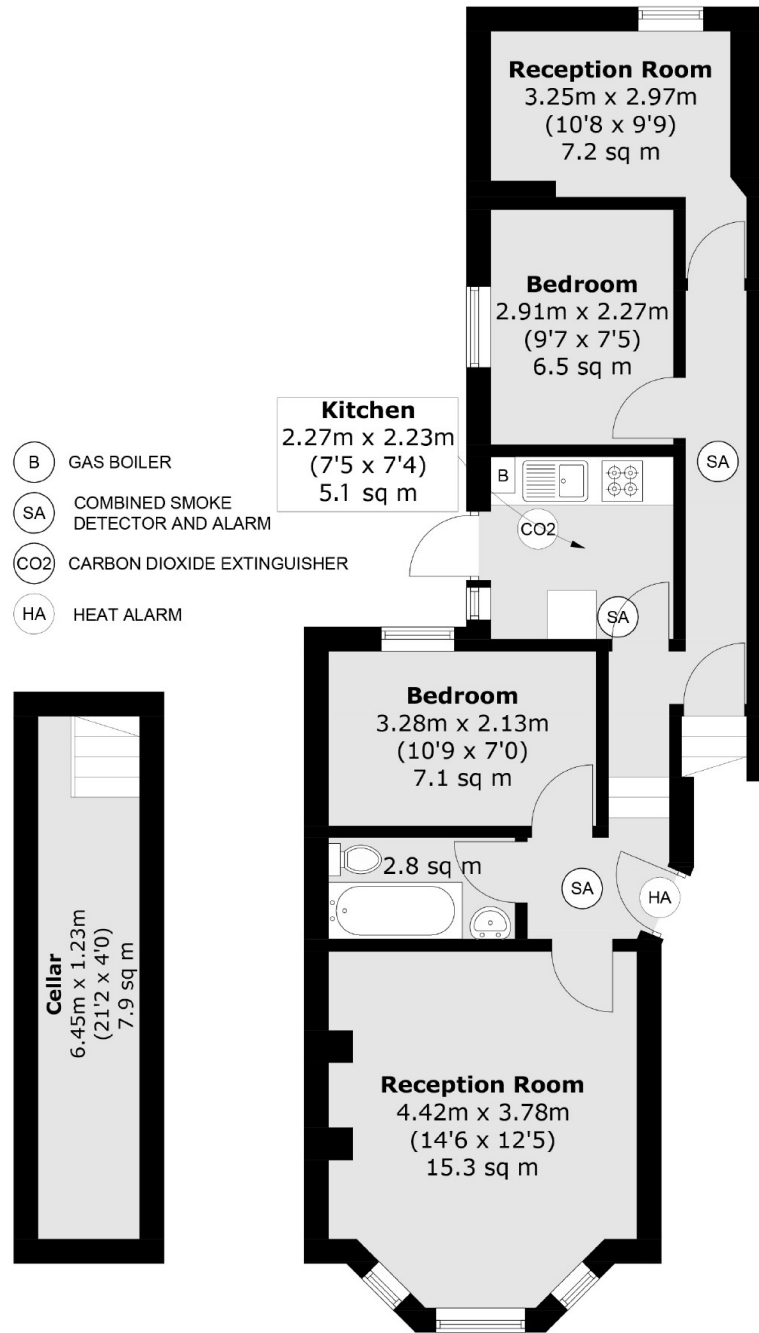 Reception Room
3.25m x 2.97m
(10'8 x 9'9)
7.2 sq m
Bedroom
2.91m x 2.27m
(9'7 x 7'5)
6.5 sq m
Kitchen
2.27m x 2.23m
(7'5 x 7'4)
5.1 sq m
B GAS BOILER
SA COMBINED SMOKE
DETECTOR AND ALARM
CO2 CARBON DIOXIDE EXTINGUISHER
HA HEAT ALARM
B
SA
CO2
SA
Bedroom
3.28m x 2.13m
(10'9 x 7'0)
7.1 sq m
2.8 sq m
SA
HA
Cellar
6.45m x 1.23m
(21'2 x 4'0)
7.9 sq m
Reception Room
4.42m x 3.78m
(14'6 x 12'5)
15.3 sq m